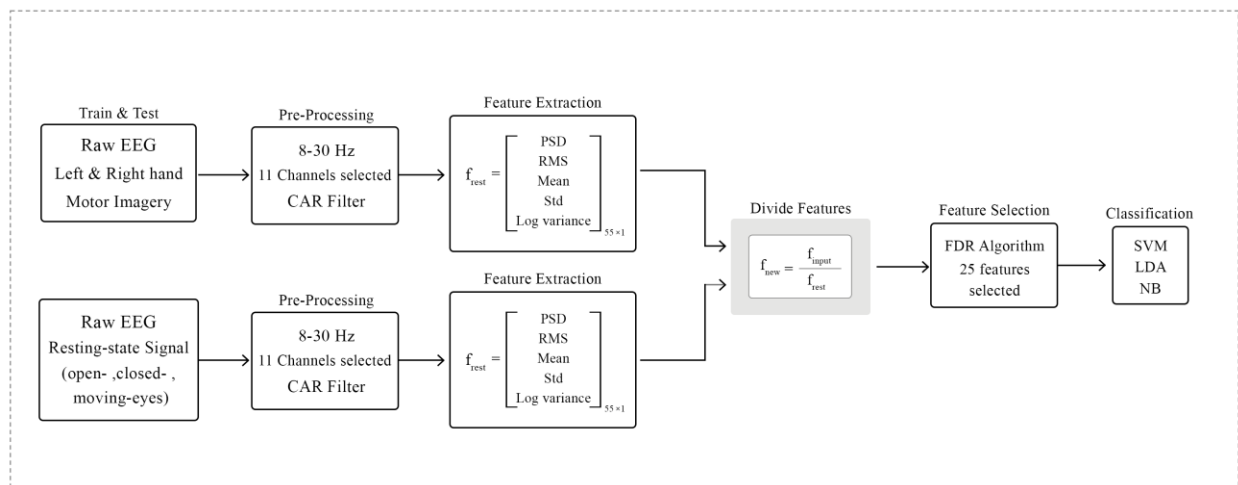 Train & Test
Raw EEG
Left & Right hand
Motor Imagery
Pre-Processing
8-30 Hz
11 Channels selected
CAR Filter
Feature Extraction
f_rest =
PSD
RMS
Mean
Std
Log variance
55×1
Raw EEG
Resting-state Signal
(open- ,closed- ,
moving-eyes)
Pre-Processing
8-30 Hz
11 Channels selected
CAR Filter
Feature Extraction
f_rest =
PSD
RMS
Mean
Std
Log variance
55×1
Divide Features
f_new = f_input / f_rest
Feature Selection
FDR Algorithm
25 features
selected
Classification
SVM
LDA
NB